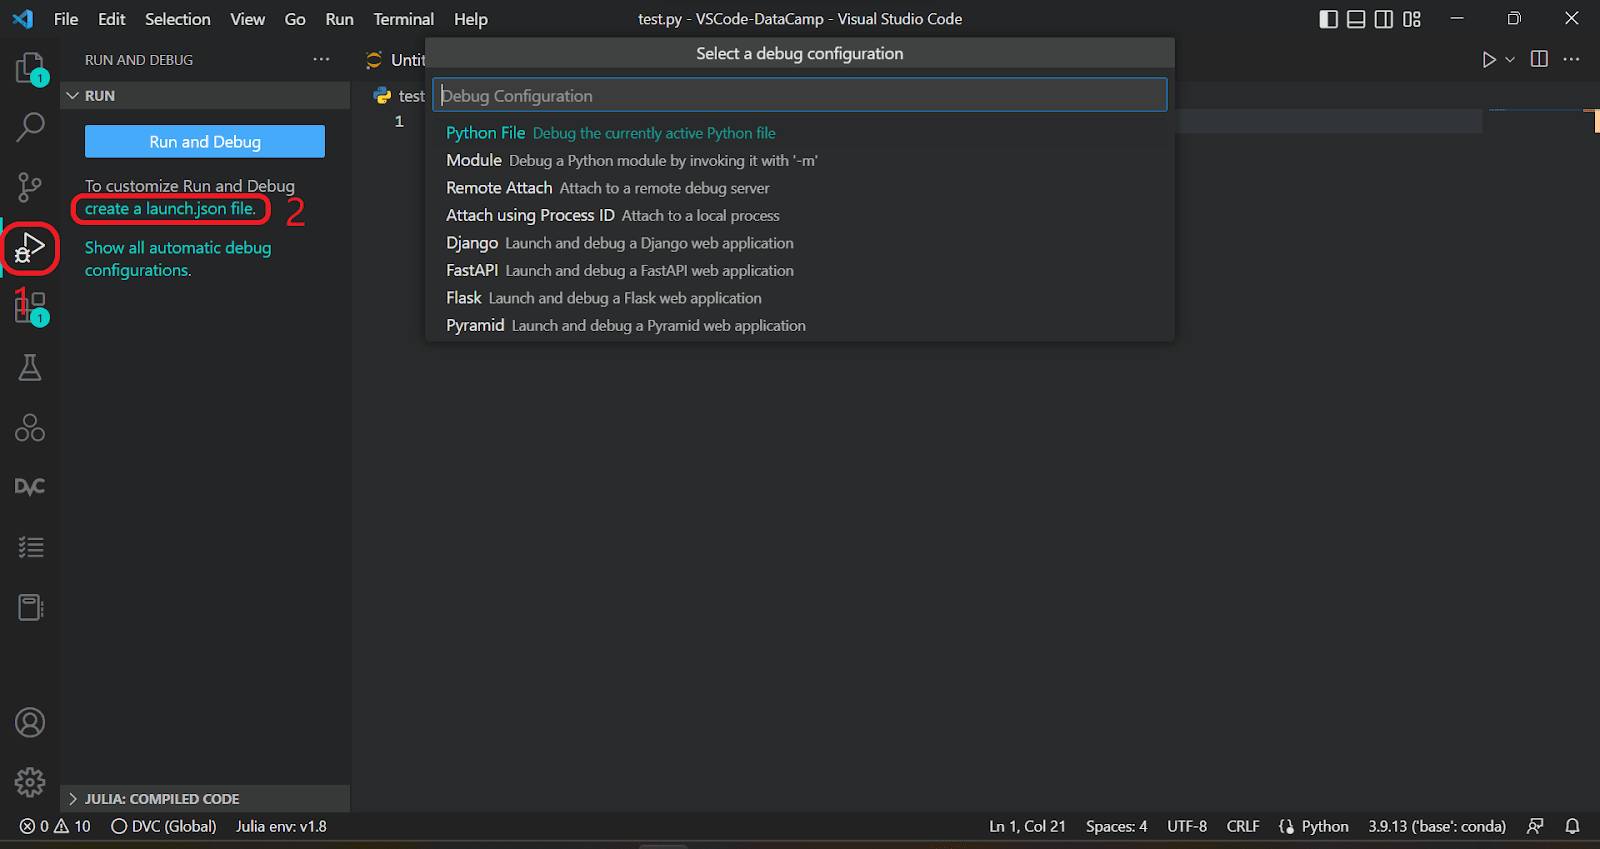 File Edit Selection View Go Run Terminal Help
test.py - VSCode-DataCamp - Visual Studio Code
RUN AND DEBUG
RUN
Run and Debug
To customize Run and Debug
create a launch.json file.
2
Show all automatic debug
configurations.
1
1
1
DVC
JULIA: COMPILED CODE
Untit
test
1
Select a debug configuration
Debug Configuration
Python File Debug the currently active Python file
Module Debug a Python module by invoking it with '-m'
Remote Attach Attach to a remote debug server
Attach using Process ID Attach to a local process
Django Launch and debug a Django web application
FastAPI Launch and debug a FastAPI web application
Flask Launch and debug a Flask web application
Pyramid Launch and debug a Pyramid web application
0 10 DVC (Global) Julia env: v1.8
Ln 1, Col 21 Spaces: 4 UTF-8 CRLF Python 3.9.13 ('base': conda)